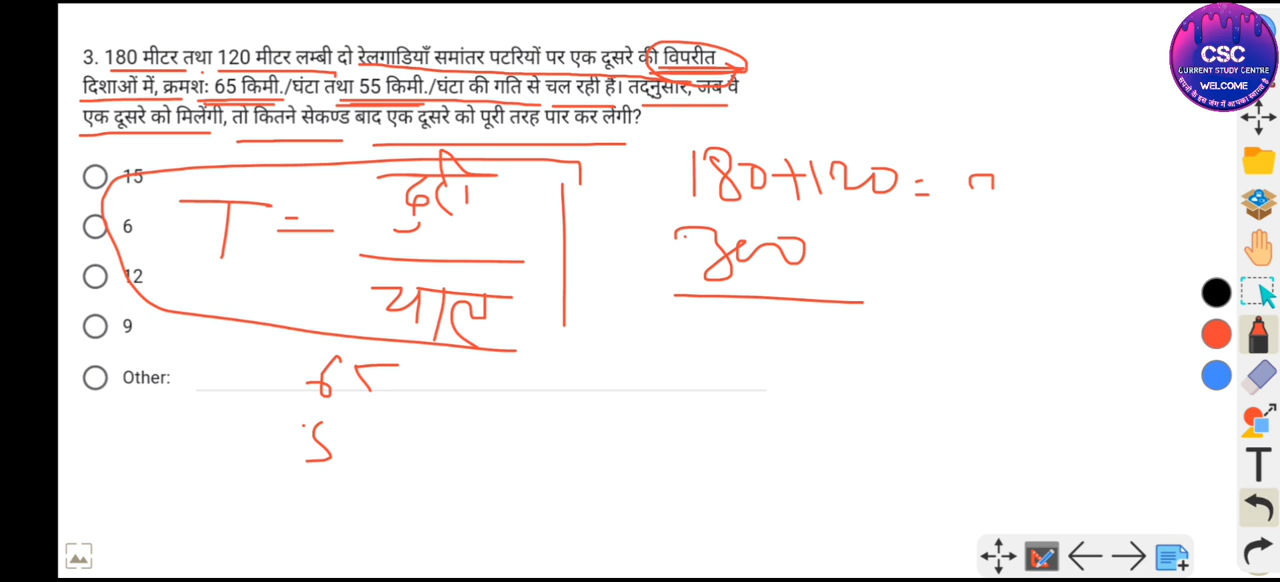 3. 180 मीटर तथा 120 मीटर लम्बी दो रेलगाडियाँ समांतर पटरियों पर एक दूसरे की विपरीत
दिशाओं में, क्रमशः 65 किमी./घंटा तथा 55 किमी./घंटा की गति से चल रही हैं। तद्नुसार, जब वे
एक दूसरे को मिलेंगी, तो कितने सेकण्ड बाद एक दूसरे को पूरी तरह पार कर लेंगी?
15
6
12
9
Other:
T = दुरी
चाल
65
5
180+120 =
300
CSC
CURRENT STUDY CENTRE
WELCOME
T